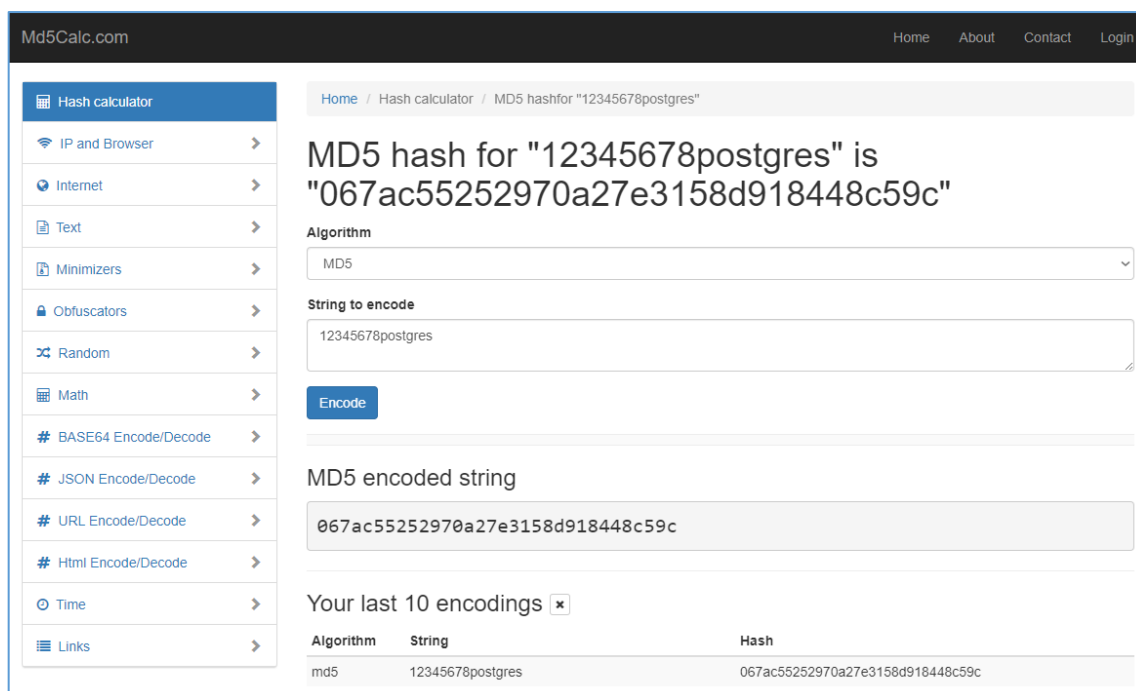 Md5Calc.com
Home About Contact Login
Hash calculator
IP and Browser
Internet
Text
Minimizers
Obfuscators
Random
Math
BASE64 Encode/Decode
JSON Encode/Decode
URL Encode/Decode
Html Encode/Decode
Time
Links
Home / Hash calculator / MD5 hashfor "12345678postgres"
MD5 hash for "12345678postgres" is
"067ac55252970a27e3158d918448c59c"
Algorithm
MD5
String to encode
12345678postgres
Encode
MD5 encoded string
067ac55252970a27e3158d918448c59c
Your last 10 encodings
Algorithm String Hash
md5 12345678postgres 067ac55252970a27e3158d918448c59c